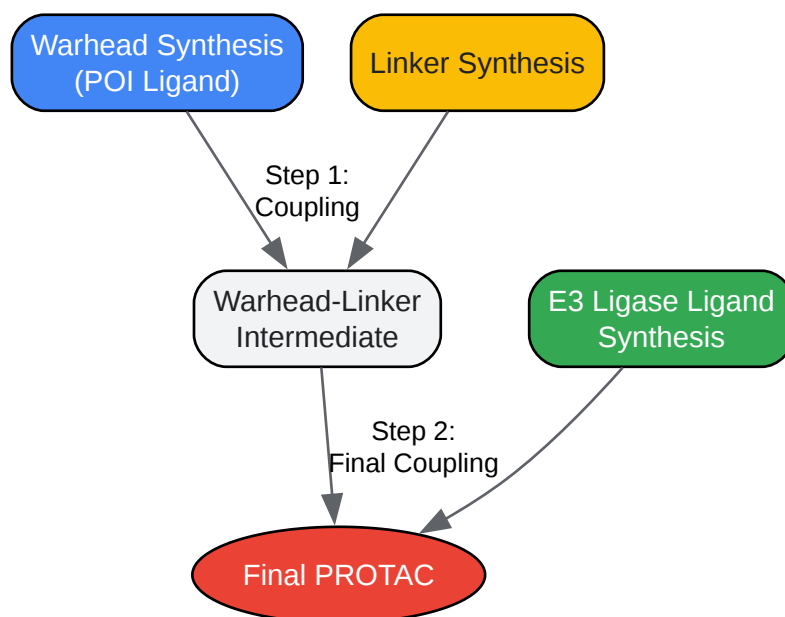 Warhead Synthesis
(POI Ligand)
Linker Synthesis
Step 1:
Coupling
Warhead-Linker
Intermediate
E3 Ligase Ligand
Synthesis
Step 2:
Final Coupling
Final PROTAC